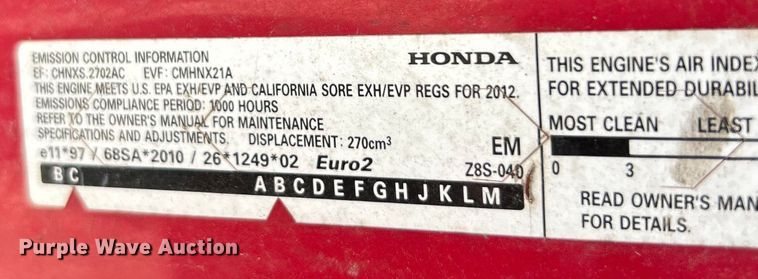 EMISSION CONTROL INFORMATION
HONDA
EF: CHNXS.2702AC EVF: CMHNX21A
THIS ENGINE MEETS U.S. EPA EXH/EVP AND CALIFORNIA SORE EXH/EVP REGS FOR 2012.
EMISSIONS COMPLIANCE PERIOD: 1000 HOURS
REFER TO THE OWNER'S MANUAL FOR MAINTENANCE
SPECIFICATIONS AND ADJUSTMENTS. DISPLACEMENT: 270cm³
EM
e11*97 / 68SA*2010 / 26*1249*02 Euro2
Z8S-040
B C
A B C D E F G H J K L M
THIS ENGINE'S AIR INDE
FOR EXTENDED DURABIL
MOST CLEAN LEAST
0 3
READ OWNER'S MAN
FOR DETAILS.
Purple Wave Auction